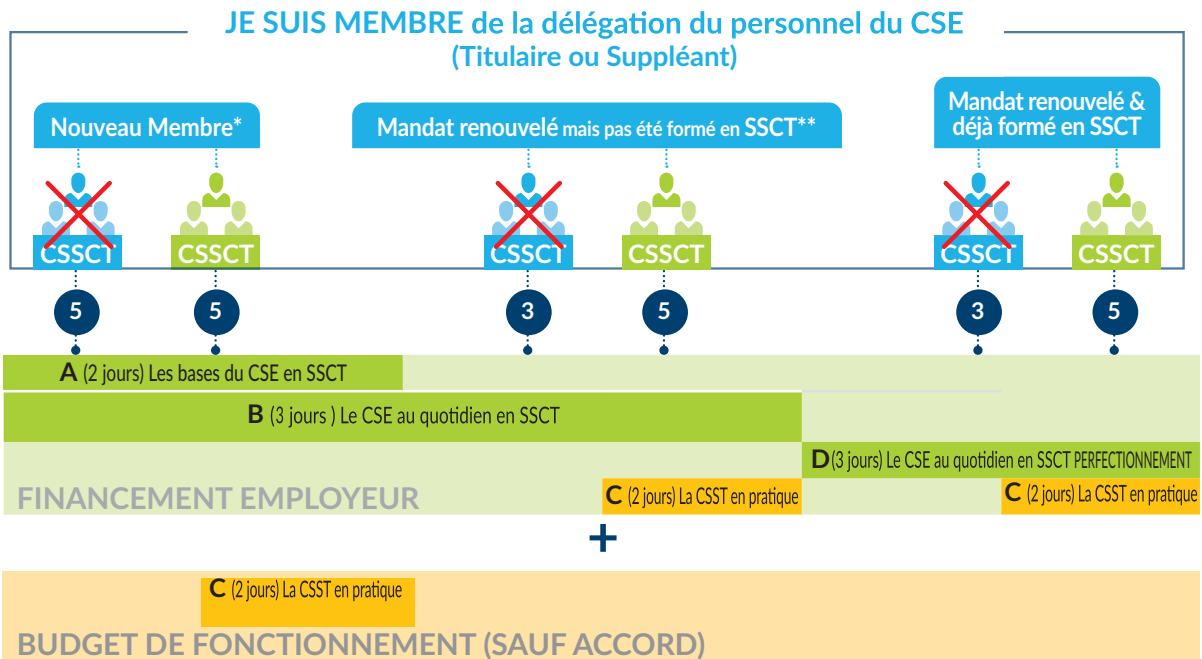 JE SUIS MEMBRE de la délégation du personnel du CSE
(Titulaire ou Suppléant)
Nouveau Membre*
Mandat renouvelé mais pas été formé en SSCT**
Mandat renouvelé &
déjà formé en SSCT
CSSCT
CSSCT
CSSCT
CSSCT
CSSCT
CSSCT
5
5
3
5
3
5
A (2 jours) Les bases du CSE en SSCT
B (3 jours ) Le CSE au quotidien en SSCT
D (3 jours) Le CSE au quotidien en SSCT PERFECTIONNEMENT
FINANCEMENT EMPLOYEUR
C (2 jours) La CSST en pratique
C (2 jours) La CSST en pratique
+
C (2 jours) La CSST en pratique
BUDGET DE FONCTIONNEMENT (SAUF ACCORD)